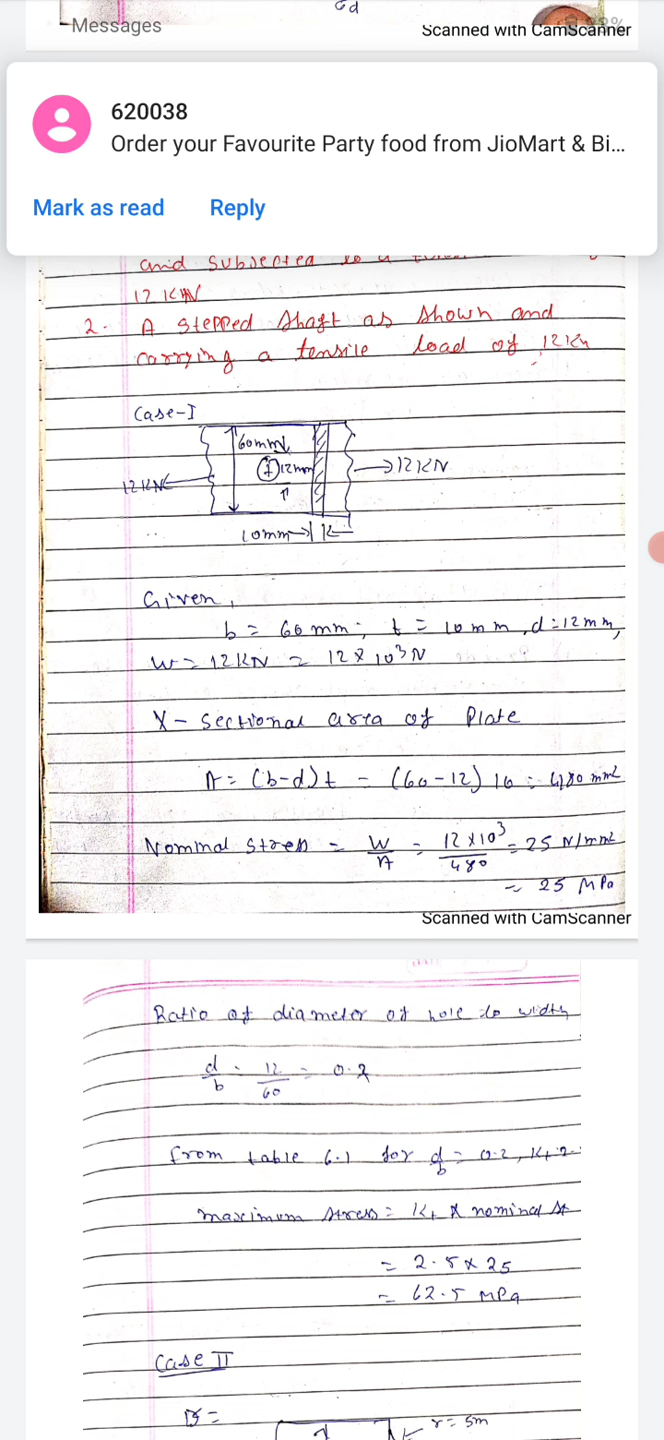 Messages
Scanned with CamScanner
620038
Order your Favourite Party food from JioMart & Bi...
Mark as read Reply
and subjected to a
12 KN
2. A stepped shaft as shown and
carrying a tensile load of 12 KN
Case-I
60mm
12mm
12KN
12KN
10mm
Given,
b = 60 mm; t = 10 mm, d = 12 mm,
W = 12KN = 12 × 10³ N
X-sectional area of Plate
A = (b-d)t = (60-12) 10 = 480 mm²
Nominal stress = W/A = 12×10³/480 = 25 N/mm²
= 25 MPa
Scanned with CamScanner
Ratio of diameter of hole to width
d/b = 12/60 = 0.2
from table 6.1 for d/b = 0.2, Kt
maximum stress = Kt × nominal st
= 2.5 × 25
= 62.5 MPa
Case II
D =
r = 5m